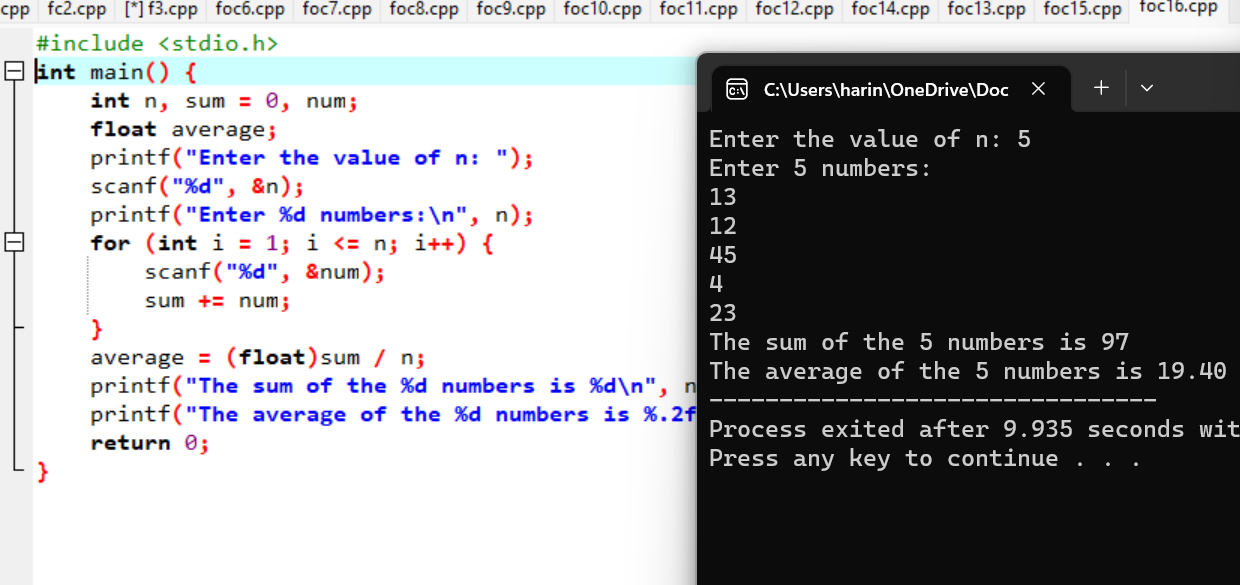 cpp fc2.cpp [*] f3.cpp foc6.cpp foc7.cpp foc8.cpp foc9.cpp foc10.cpp foc11.cpp foc12.cpp foc14.cpp foc13.cpp foc15.cpp foc16.cpp
#include <stdio.h>
int main() {
int n, sum = 0, num;
float average;
printf("Enter the value of n: ");
scanf("%d", &n);
printf("Enter %d numbers:\n", n);
for (int i = 1; i <= n; i++) {
scanf("%d", &num);
sum += num;
}
average = (float)sum / n;
printf("The sum of the %d numbers is %d\n", n
printf("The average of the %d numbers is %.2f
return 0;
}
C:\Users\harin\OneDrive\Doc
Enter the value of n: 5
Enter 5 numbers:
13
12
45
4
23
The sum of the 5 numbers is 97
The average of the 5 numbers is 19.40
--------------------------------
Process exited after 9.935 seconds wit
Press any key to continue . . .